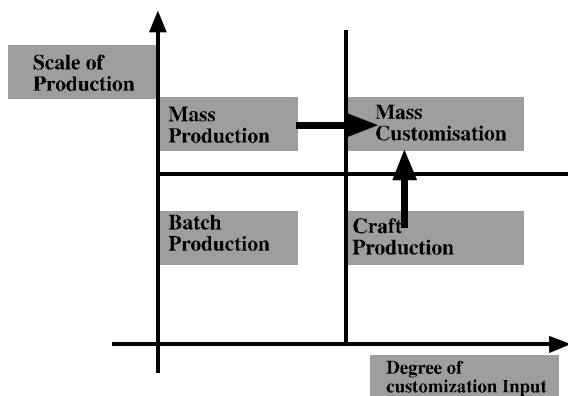 Scale of
Production
Mass
Production
Mass
Customisation
Batch
Production
Craft
Production
Degree of
customization Input